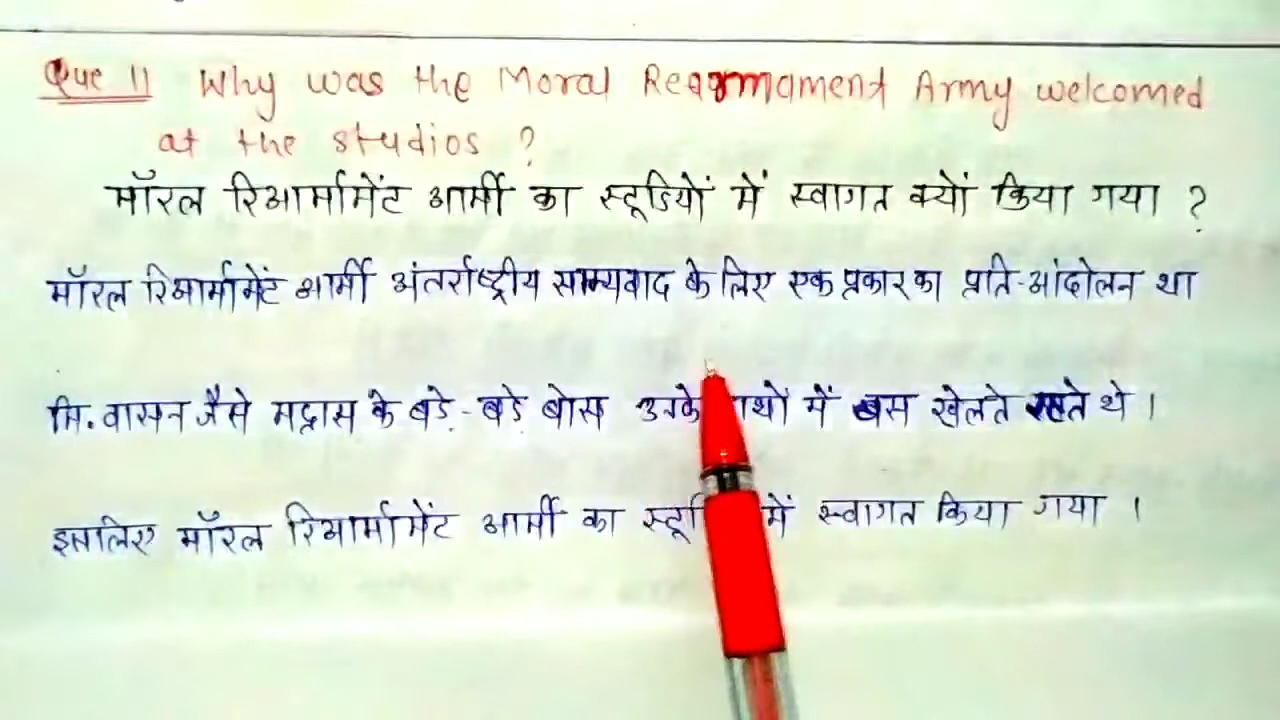 Que 11 Why was the Moral Rearmament Army welcomed
at the studios ?
मॉरल रिआर्मामेंट आर्मी का स्टूडियों में स्वागत क्यों किया गया ?
मॉरल रिआर्मामेंट आर्मी अंतर्राष्ट्रीय साम्यवाद के लिए एक प्रकार का प्रति-आंदोलन था
मि. वासन जैसे मद्रास के बड़े - बड़े बोस उनके में बस खेलते रहते थे ।
इसलिए मॉरल रिआर्मामेंट आर्मी का में स्वागत किया गया ।